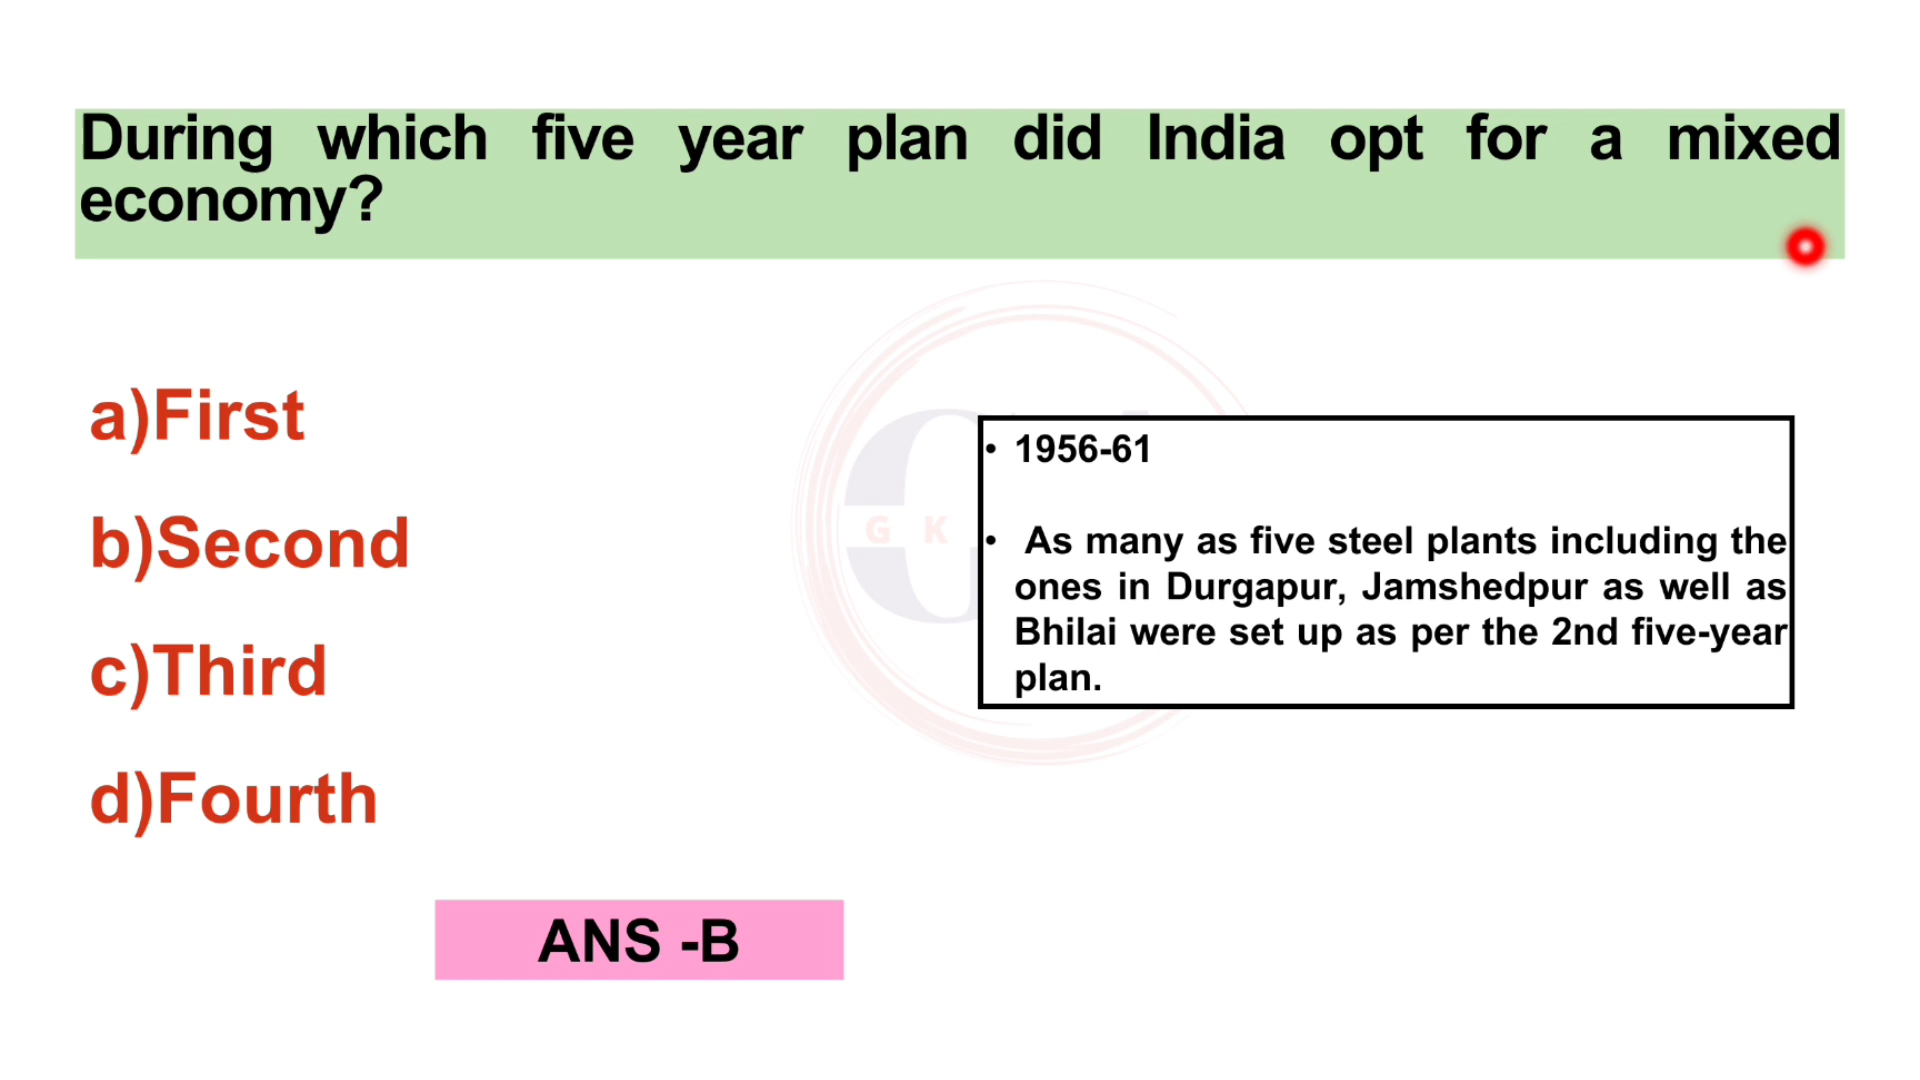 During which five year plan did India opt for a mixed
economy?
a)First
b)Second
c)Third
d)Fourth
G K
• 1956-61
• As many as five steel plants including the
ones in Durgapur, Jamshedpur as well as
Bhilai were set up as per the 2nd five-year
plan.
ANS -B